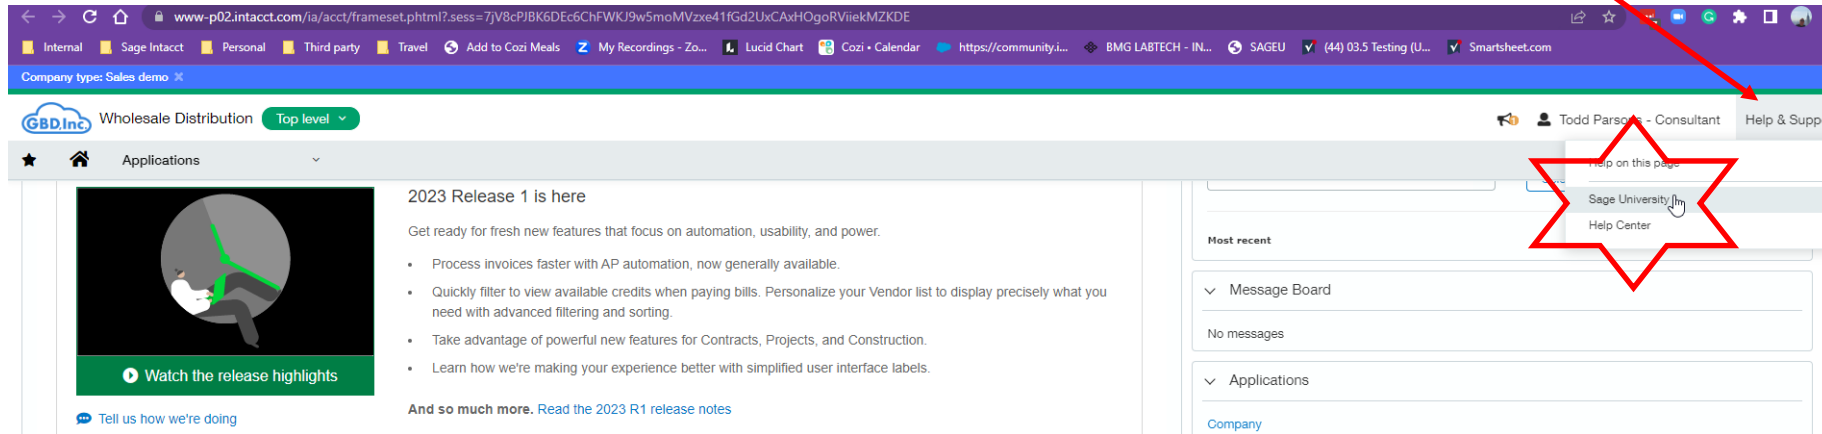 www-p02.intacct.com/ia/acct/frameset.phtml?.sess=7jV8cPJBK6DEc6ChFWKJ9w5moMVzxe41fGd2UxCAxHOgoRViiekMZKDE
Internal Sage Intacct Personal Third party Travel Add to Cozi Meals My Recordings - Zo... Lucid Chart Cozi • Calendar https://community.i... BMG LABTECH - IN... SAGEU (44) 03.5 Testing (U... Smartsheet.com
Company type: Sales demo ×
GBD,Inc. Wholesale Distribution Top level
Todd Parsons - Consultant Help & Supp
Applications
Help on this page
Sage University
Help Center
2023 Release 1 is here
Get ready for fresh new features that focus on automation, usability, and power.
• Process invoices faster with AP automation, now generally available.
• Quickly filter to view available credits when paying bills. Personalize your Vendor list to display precisely what you
need with advanced filtering and sorting.
• Take advantage of powerful new features for Contracts, Projects, and Construction.
• Learn how we're making your experience better with simplified user interface labels.
And so much more. Read the 2023 R1 release notes
Watch the release highlights
Tell us how we're doing
Most recent
Message Board
No messages
Applications
Company